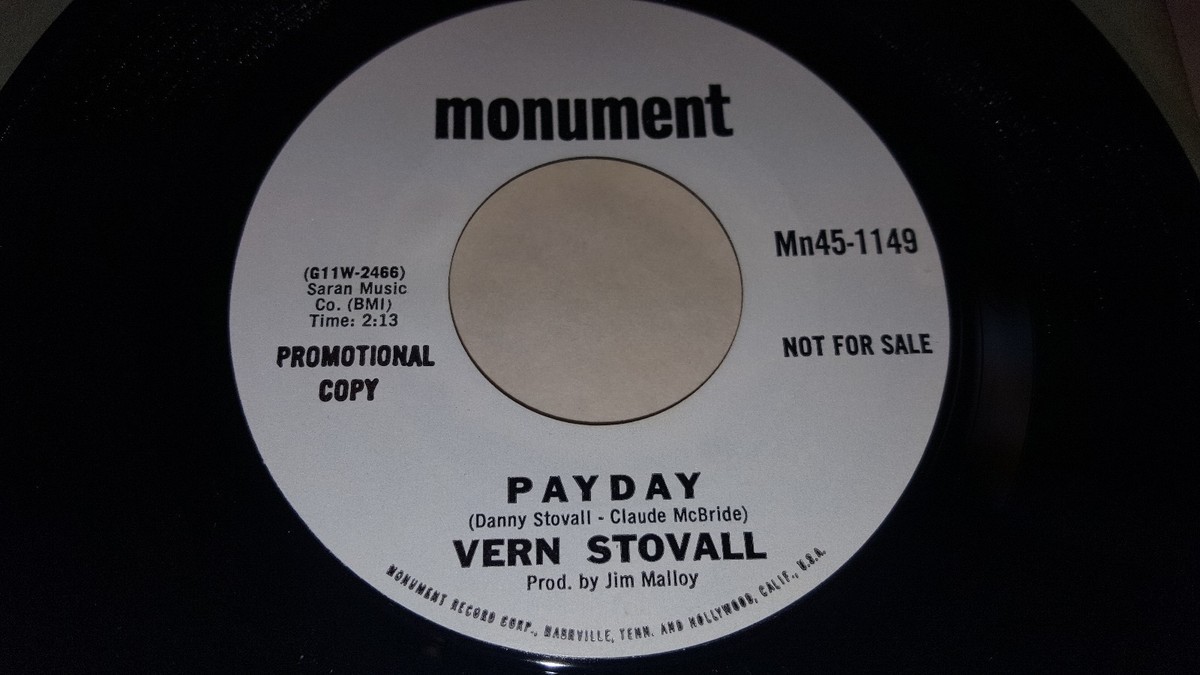 monument
Mn45-1149
(G11W-2466)
Saran Music
Co. (BMI)
Time: 2:13
PROMOTIONAL
COPY
NOT FOR SALE
PAYDAY
(Danny Stovall - Claude McBride)
VERN STOVALL
Prod. by Jim Malloy
MONUMENT RECORD CORP., NASHVILLE, TENN. AND HOLLYWOOD, CALIF., U.S.A.